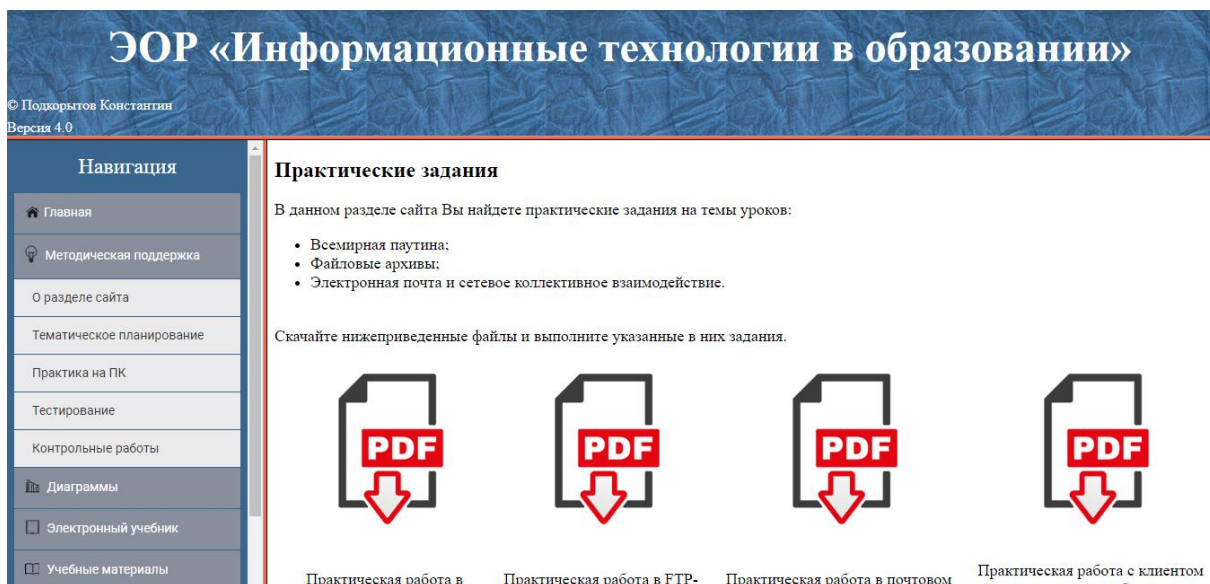 ЭОР «Информационные технологии в образовании»
© Подкорытов Константин
Версия 4.0
Навигация
Главная
Методическая поддержка
О разделе сайта
Тематическое планирование
Практика на ПК
Тестирование
Контрольные работы
Диаграммы
Электронный учебник
Учебные материалы
Практические задания
В данном разделе сайта Вы найдете практические задания на темы уроков:
• Всемирная паутина;
• Файловые архивы;
• Электронная почта и сетевое коллективное взаимодействие.
Скачайте нижеприведенные файлы и выполните указанные в них задания.
PDF
PDF
PDF
PDF
Практическая работа в
Практическая работа в FTP-
Практическая работа в почтовом
Практическая работа с клиентом